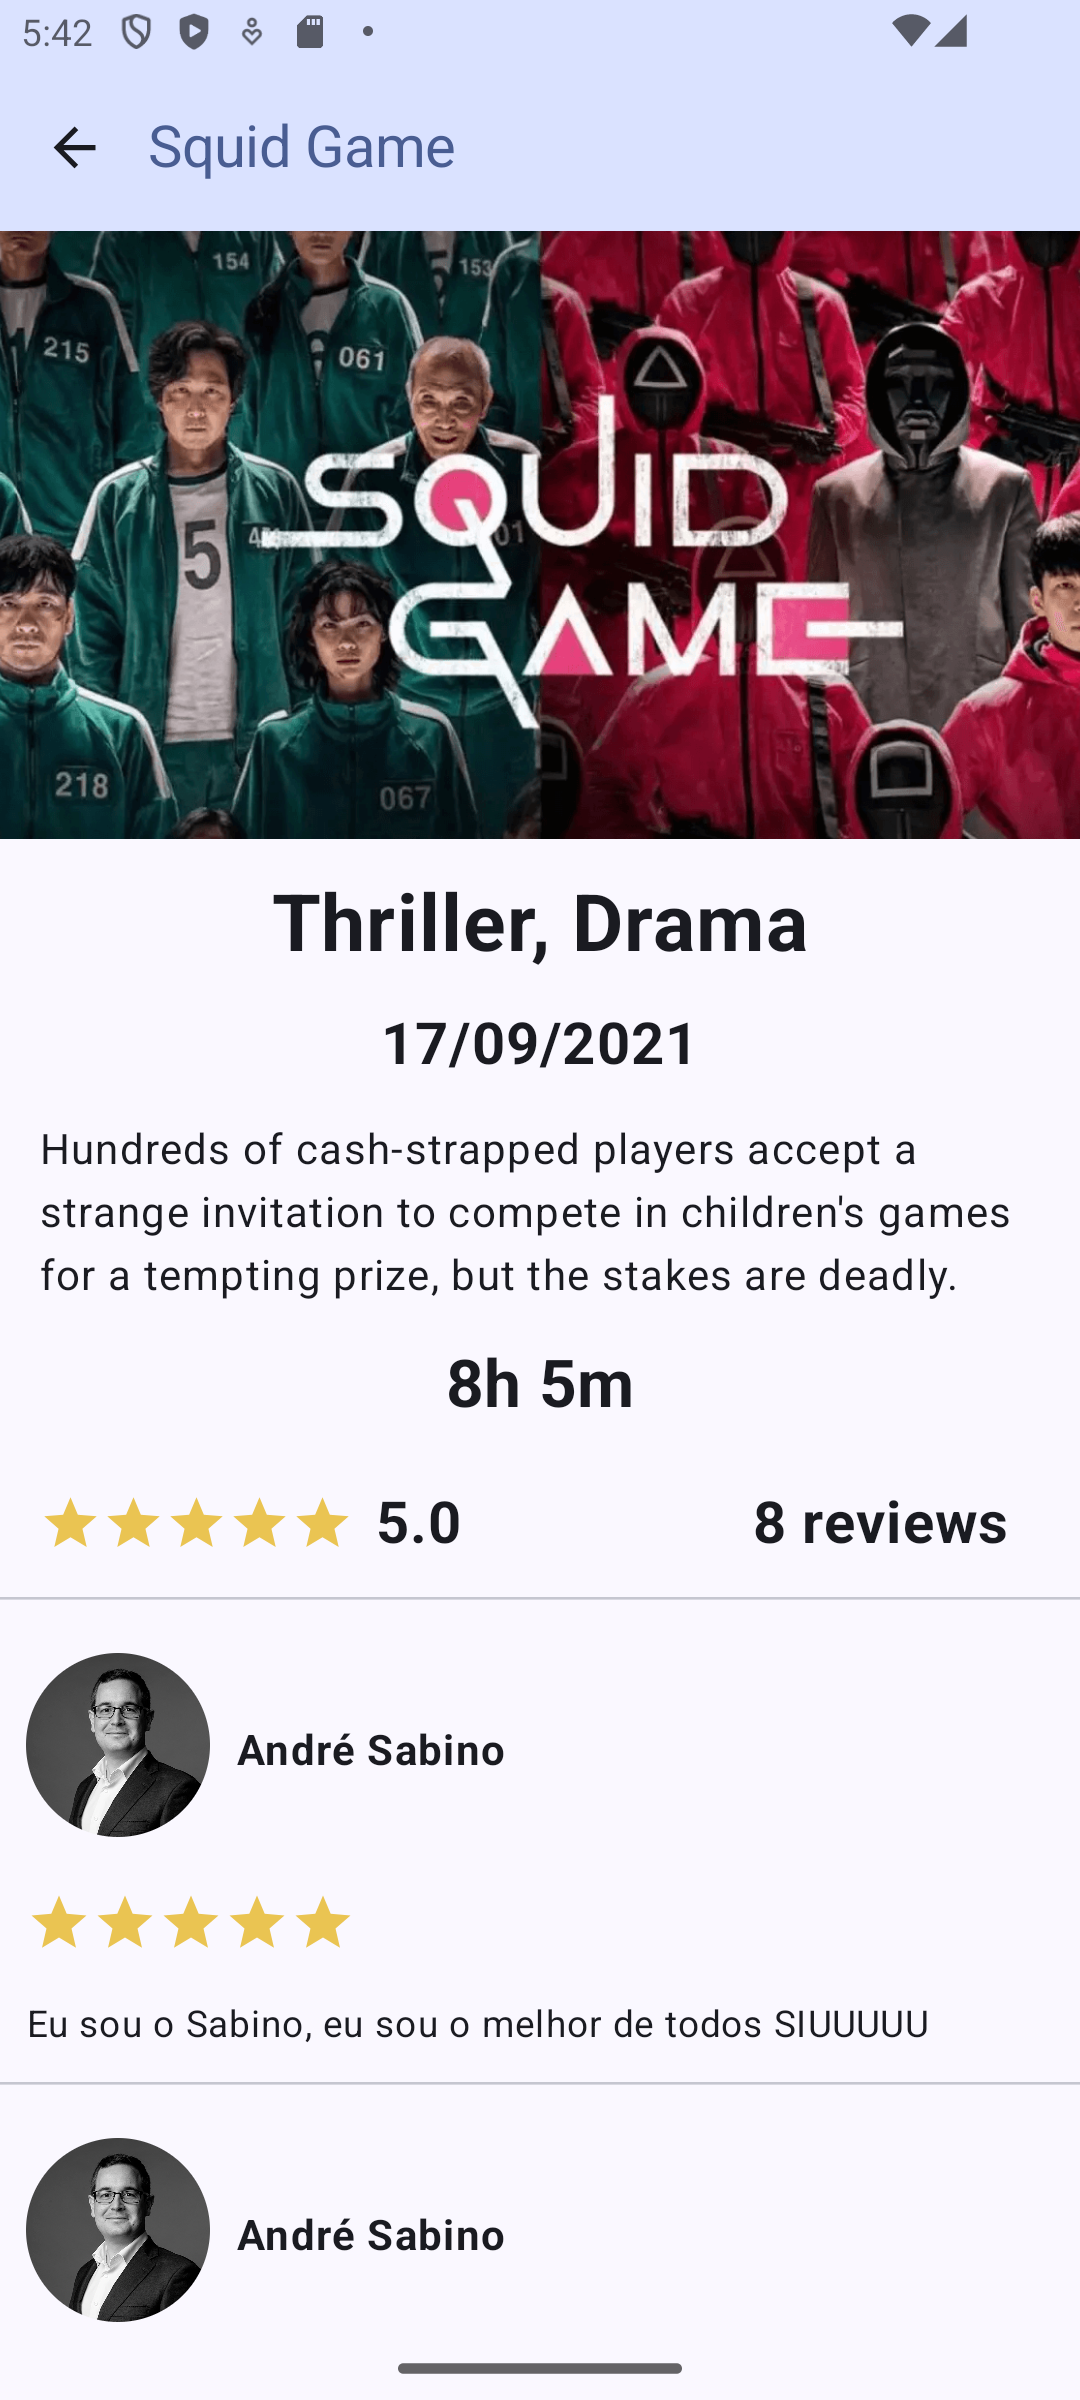 5:42
Squid Game
154
153
215
061
5
SQUID
GAME
218
067
Thriller, Drama
17/09/2021
Hundreds of cash-strapped players accept a
strange invitation to compete in children's games
for a tempting prize, but the stakes are deadly.
8h 5m
5.0
8 reviews
André Sabino
Eu sou o Sabino, eu sou o melhor de todos SIUUUUU
André Sabino